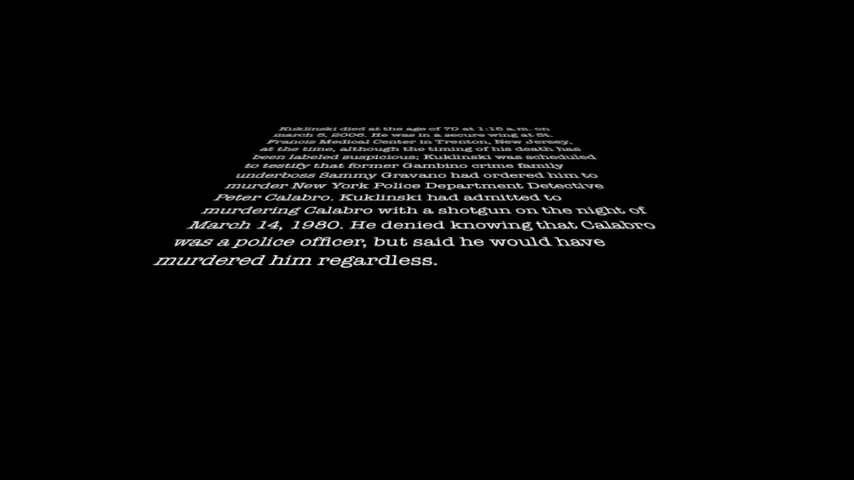 Kuklinski died at the age of 70 at 1:15 a.m. on
march 5, 2006. He was in a secure wing at St.
Francis Medical Center in Trenton, New Jersey,
at the time, although the timing of his death has
been labeled suspicious; Kuklinski was scheduled
to testify that former Gambino crime family
underboss Sammy Gravano had ordered him to
murder New York Police Department Detective
Peter Calabro. Kuklinski had admitted to
murdering Calabro with a shotgun on the night of
March 14, 1980. He denied knowing that Calabro
was a police officer, but said he would have
murdered him regardless.